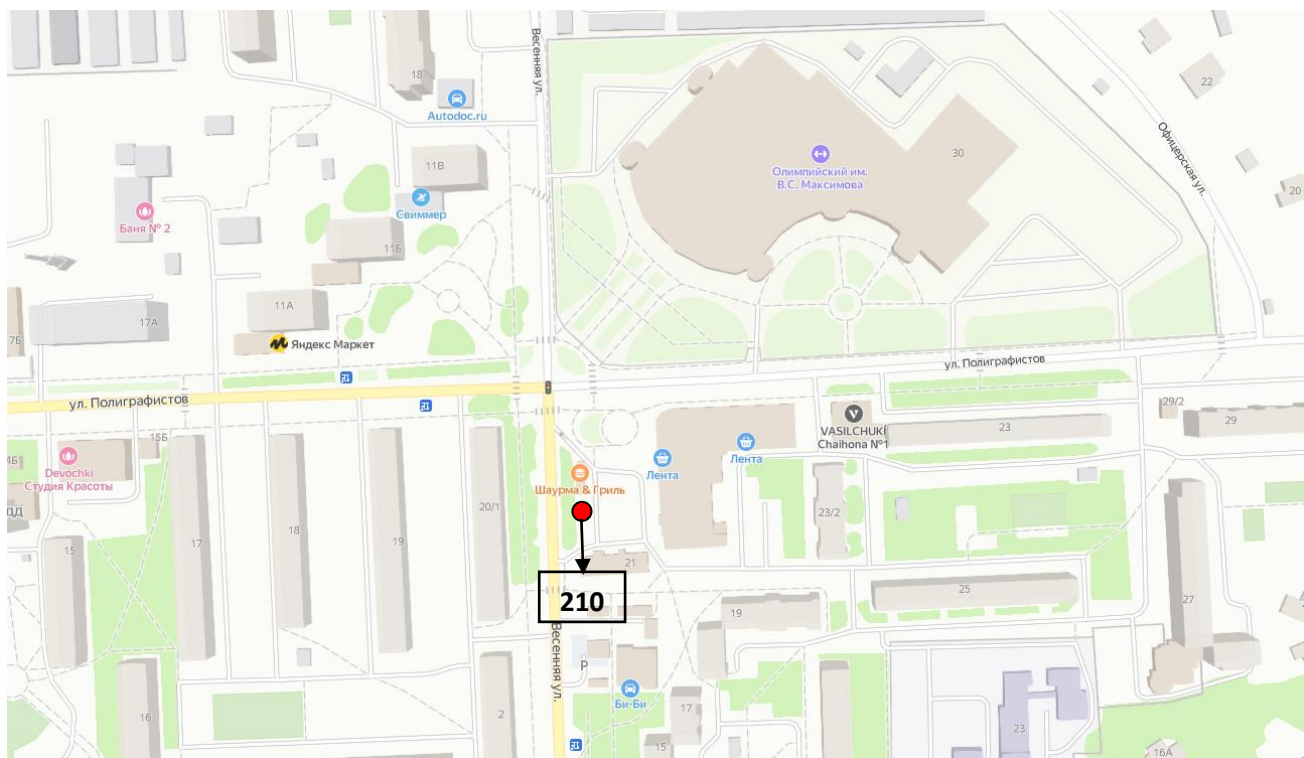 Весенняя ул.
18
Autodoc.ru
22
Офицерская ул.
30
Олимпийский им.
В.С. Максимова
11В
20
Свиммер
Баня № 2
11Б
11А
17А
7Б
Яндекс Маркет
ул. Полиграфистов
ул. Полиграфистов
29/2
29
VASILCHUKÍ
Chaihona №1
23
15Б
Devochki
Студия Красоты
Лента
Лента
Шаурма & Гриль
20/1
23/2
18
17
19
15
21
210
25
27
19
Весенняя ул.
P
Би-Би
17
2
16
15
23
16А